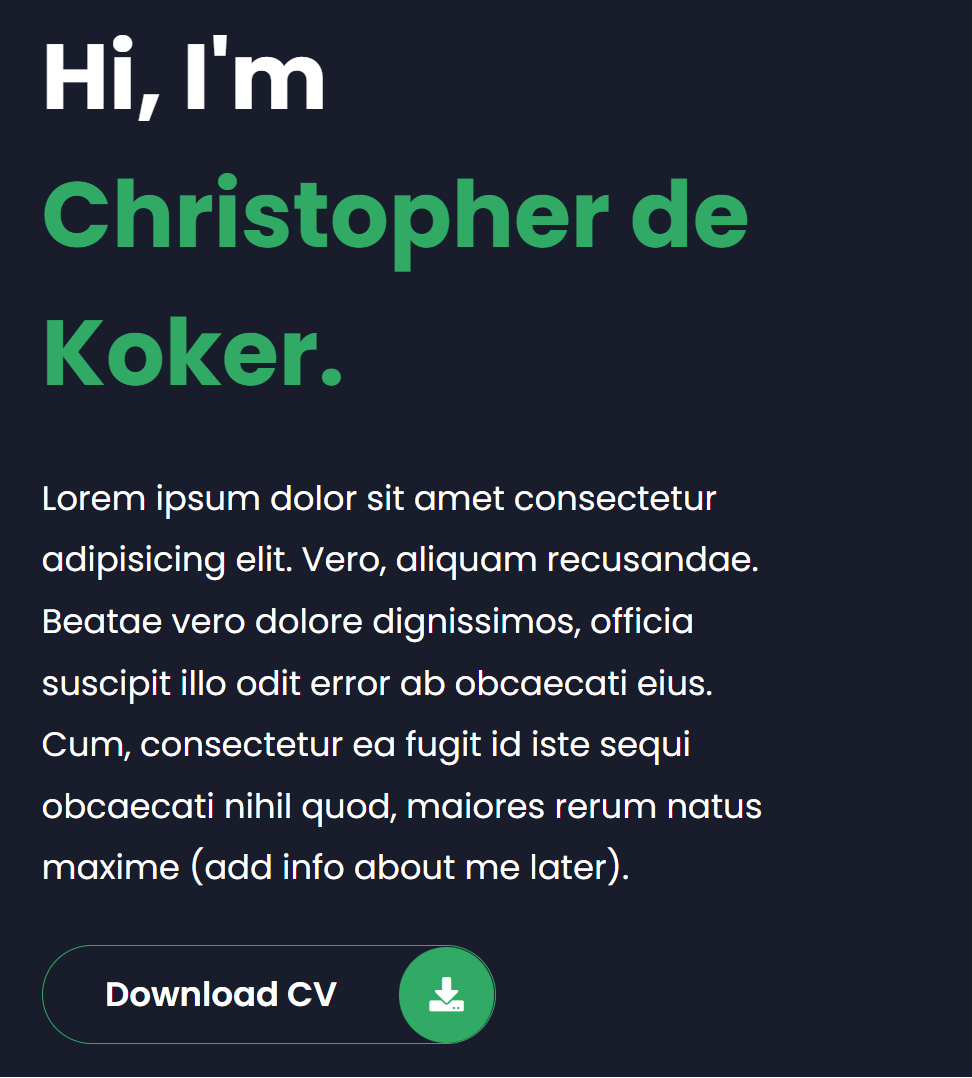 Hi, I'm
Christopher de
Koker.
Lorem ipsum dolor sit amet consectetur
adipisicing elit. Vero, aliquam recusandae.
Beatae vero dolore dignissimos, officia
suscipit illo odit error ab obcaecati eius.
Cum, consectetur ea fugit id iste sequi
obcaecati nihil quod, maiores rerum natus
maxime (add info about me later).
Download CV